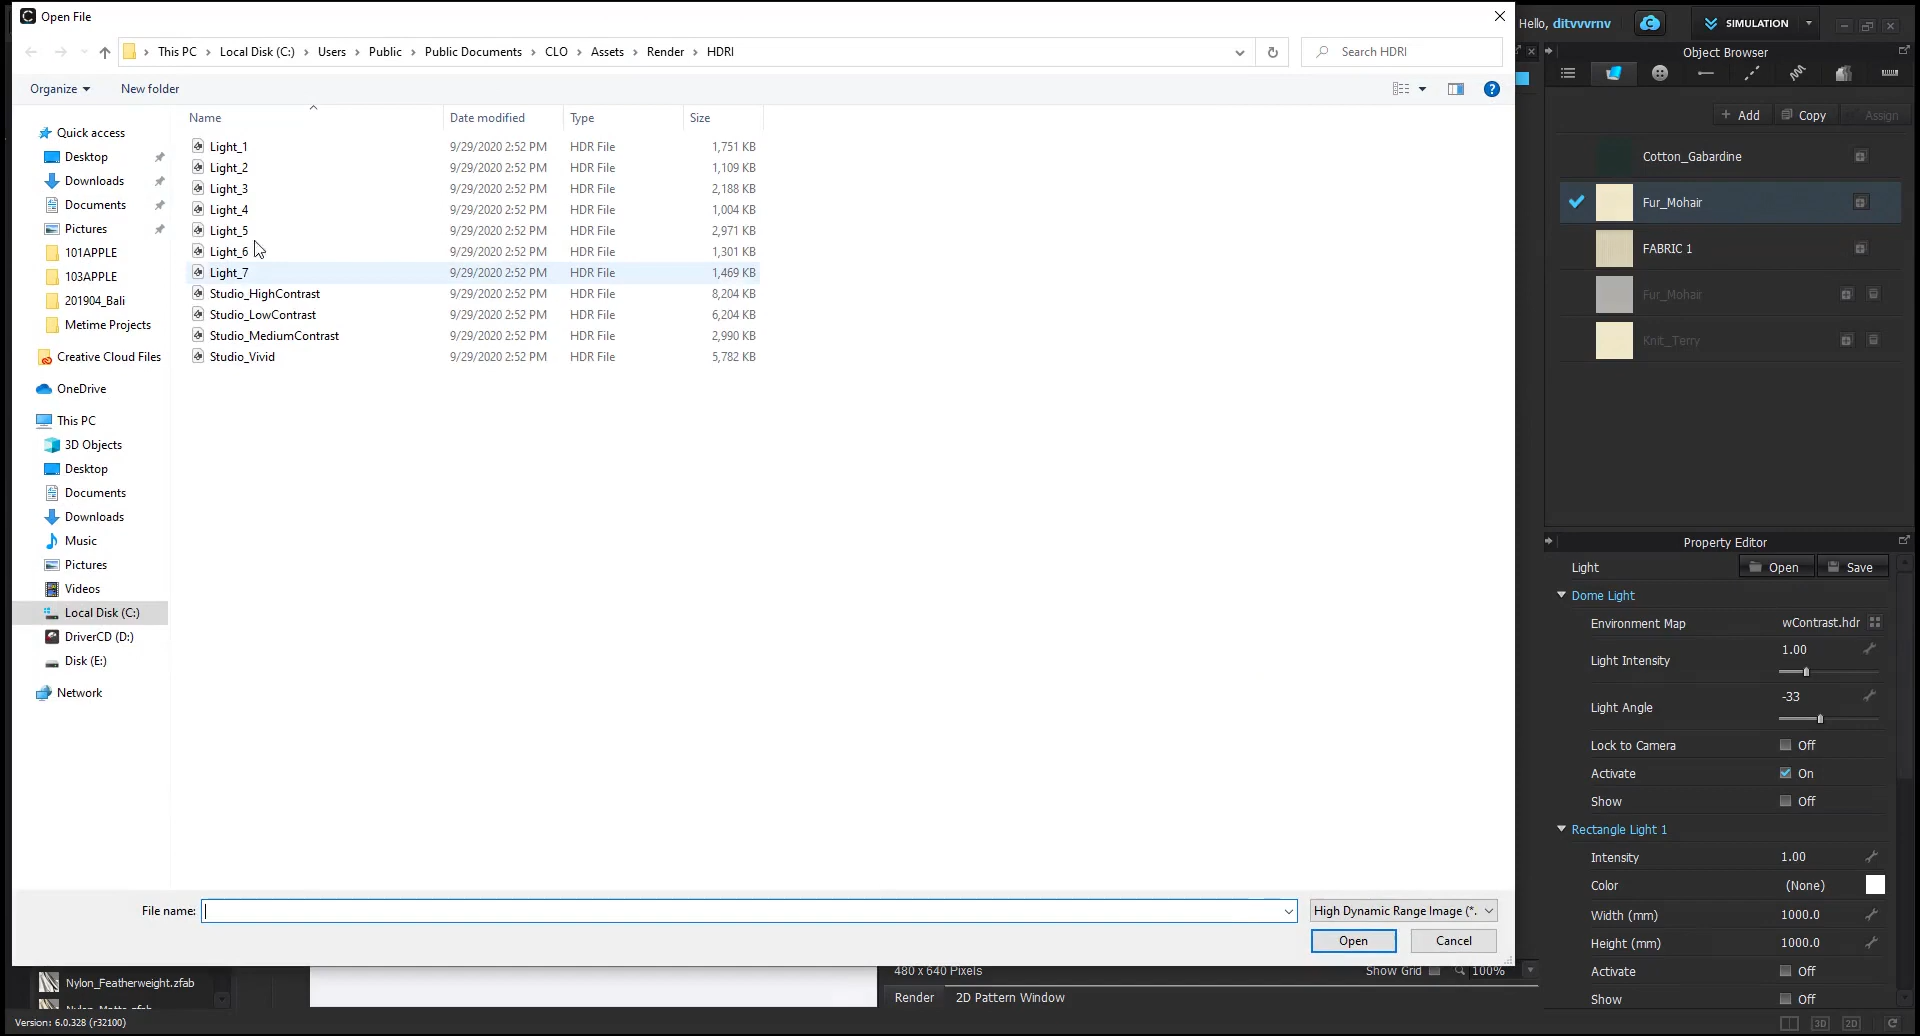 Open File
Hello, ditvvvrnv
SIMULATION
This PC > Local Disk (C:) > Users > Public > Public Documents > CLO > Assets > Render > HDRI
Search HDRI
Object Browser
Organize
New folder
Add
Copy
Assign
Name
Date modified
Type
Size
Quick access
Desktop
Downloads
Documents
Pictures
101APPLE
103APPLE
201904_Bali
Metime Projects
Creative Cloud Files
OneDrive
This PC
3D Objects
Desktop
Documents
Downloads
Music
Pictures
Videos
Local Disk (C:)
DriverCD (D:)
Disk (E:)
Network
Light_1 9/29/2020 2:52 PM HDR File 1,751 KB
Light_2 9/29/2020 2:52 PM HDR File 1,109 KB
Light_3 9/29/2020 2:52 PM HDR File 2,188 KB
Light_4 9/29/2020 2:52 PM HDR File 1,004 KB
Light_5 9/29/2020 2:52 PM HDR File 2,971 KB
Light_6 9/29/2020 2:52 PM HDR File 1,301 KB
Light_7 9/29/2020 2:52 PM HDR File 1,469 KB
Studio_HighContrast 9/29/2020 2:52 PM HDR File 8,204 KB
Studio_LowContrast 9/29/2020 2:52 PM HDR File 6,204 KB
Studio_MediumContrast 9/29/2020 2:52 PM HDR File 2,990 KB
Studio_Vivid 9/29/2020 2:52 PM HDR File 5,782 KB
Cotton_Gabardine
Fur_Mohair
FABRIC 1
Fur_Mohair
Knit_Terry
Property Editor
Light
Open
Save
Dome Light
Environment Map wContrast.hdr
Light Intensity 1.00
Light Angle -33
Lock to Camera Off
Activate On
Show Off
Rectangle Light 1
Intensity 1.00
Color (None)
Width (mm) 1000.0
Height (mm) 1000.0
Activate Off
Show Off
File name:
High Dynamic Range Image (*.
Open
Cancel
480 x 640 Pixels
Show Grid
100%
Nylon_Featherweight.zfab
Render
2D Pattern Window
Version: 6.0.328 (r32100)
3D
2D